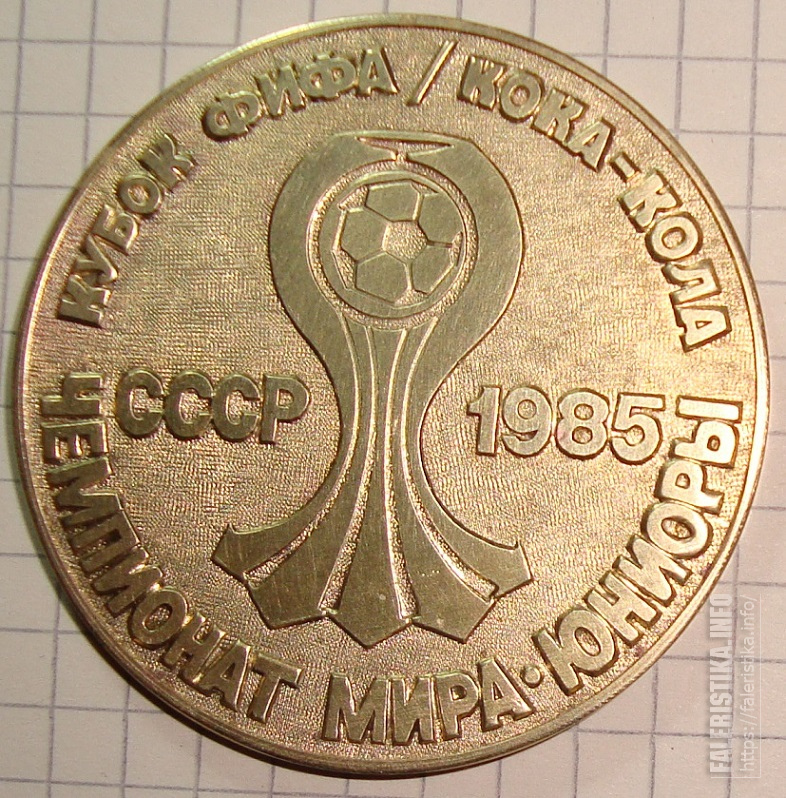 КУБОК ФИФА / КОКА-КОЛА
СССР 1985
ЧЕМПИОНАТ МИРА·ЮНИОРЫ
FALERISTIKA.INFO
https://faleristika.info/